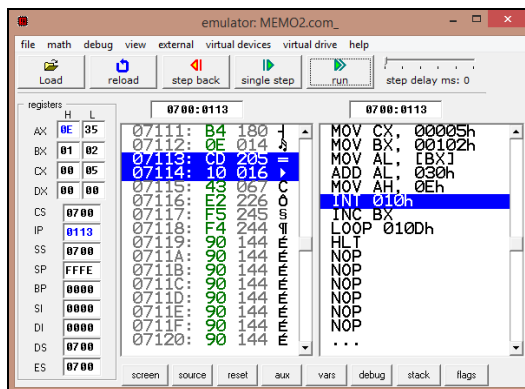 emulator: MEMO2.com_
file math debug view external virtual devices virtual drive help
Load reload step back single step run step delay ms: 0
registers
H L
AX 0E 35
BX 01 02
CX 00 05
DX 00 00
CS 0700
IP 0113
SS 0700
SP FFFE
BP 0000
SI 0000
DI 0000
DS 0700
ES 0700
0700:0113
07111: B4 180 ┤
07112: 0E 014 ♫
07113: CD 205 =
07114: 10 016 ►
07115: 43 067 C
07116: E2 226 Ô
07117: F5 245 §
07118: F4 244 ¶
07119: 90 144 É
0711A: 90 144 É
0711B: 90 144 É
0711C: 90 144 É
0711D: 90 144 É
0711E: 90 144 É
0711F: 90 144 É
07120: 90 144 É
0700:0113
MOV CX, 00005h
MOV BX, 00102h
MOV AL, [BX]
ADD AL, 030h
MOV AH, 0Eh
INT 010h
INC BX
LOOP 010Dh
HLT
NOP
NOP
NOP
NOP
NOP
NOP
...
screen source reset aux vars debug stack flags